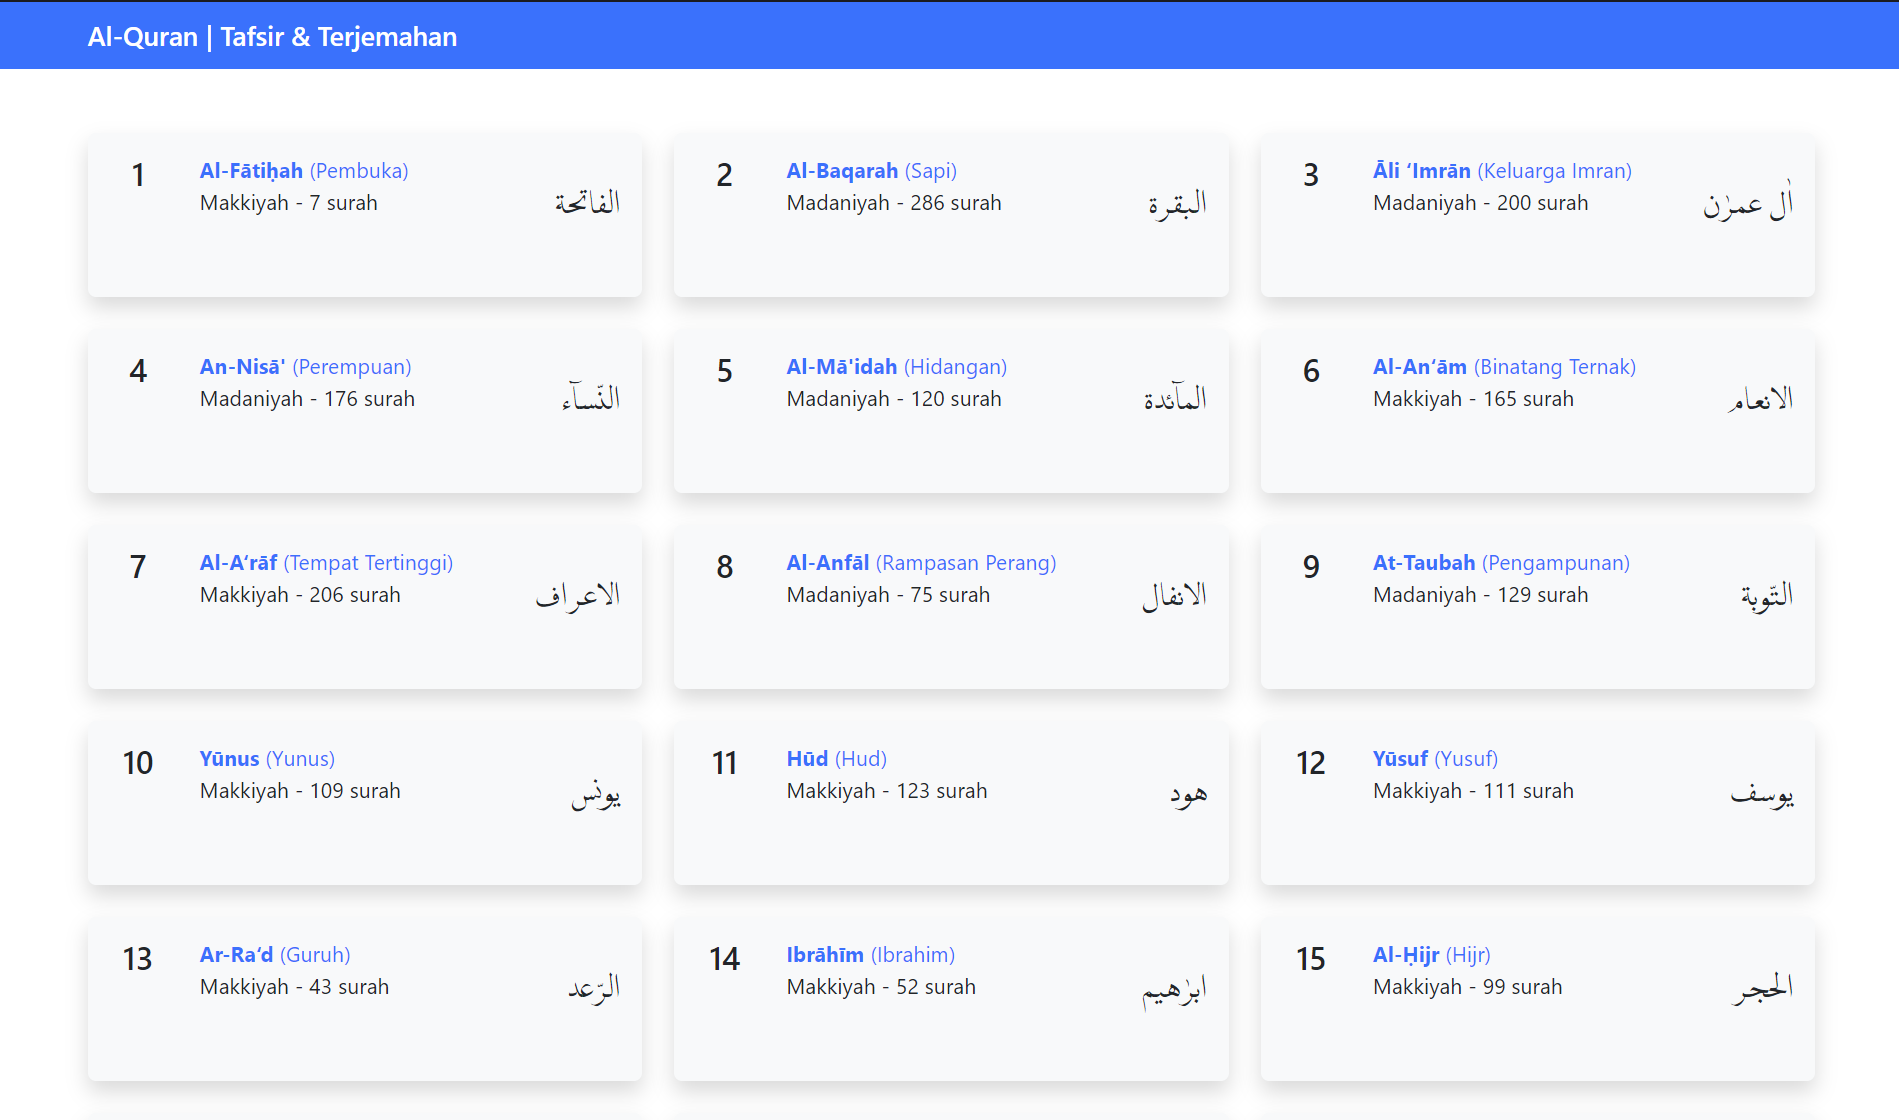 Al-Quran | Tafsir & Terjemahan
1
Al-Fātiḥah (Pembuka)
Makkiyah - 7 surah
الفاتحة
2
Al-Baqarah (Sapi)
Madaniyah - 286 surah
البقرة
3
Āli ‘Imrān (Keluarga Imran)
Madaniyah - 200 surah
اٰل عمرٰن
4
An-Nisā' (Perempuan)
Madaniyah - 176 surah
النّساۤء
5
Al-Mā'idah (Hidangan)
Madaniyah - 120 surah
الماۤئدة
6
Al-An‘ām (Binatang Ternak)
Makkiyah - 165 surah
الانعام
7
Al-A‘rāf (Tempat Tertinggi)
Makkiyah - 206 surah
الاعراف
8
Al-Anfāl (Rampasan Perang)
Madaniyah - 75 surah
الانفال
9
At-Taubah (Pengampunan)
Madaniyah - 129 surah
التّوبة
10
Yūnus (Yunus)
Makkiyah - 109 surah
يونس
11
Hūd (Hud)
Makkiyah - 123 surah
هود
12
Yūsuf (Yusuf)
Makkiyah - 111 surah
يوسف
13
Ar-Ra‘d (Guruh)
Makkiyah - 43 surah
الرّعد
14
Ibrāhīm (Ibrahim)
Makkiyah - 52 surah
ابرٰهيم
15
Al-Ḥijr (Hijr)
Makkiyah - 99 surah
الحجر